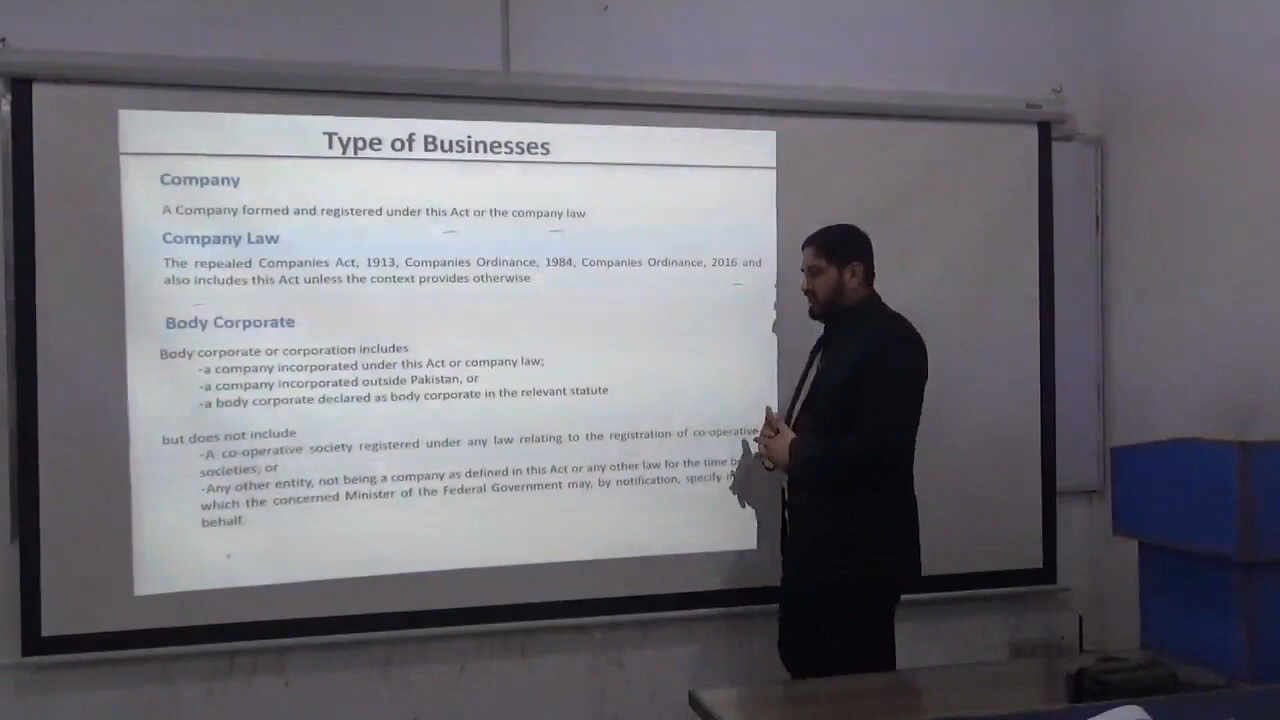 Type of Businesses
Company
A Company formed and registered under this Act or the company law
Company Law
The repealed Companies Act, 1913, Companies Ordinance, 1984, Companies Ordinance, 2016 and
also includes this Act unless the context provides otherwise
Body Corporate
Body corporate or corporation includes
-a company incorporated under this Act or company law;
-a company incorporated outside Pakistan, or
-a body corporate declared as body corporate in the relevant statute
but does not include
-A co-operative society registered under any law relating to the registration of co-operative
societies; or
-Any other entity, not being a company as defined in this Act or any other law for the time
which the concerned Minister of the Federal Government may, by notification, specify
behalf.